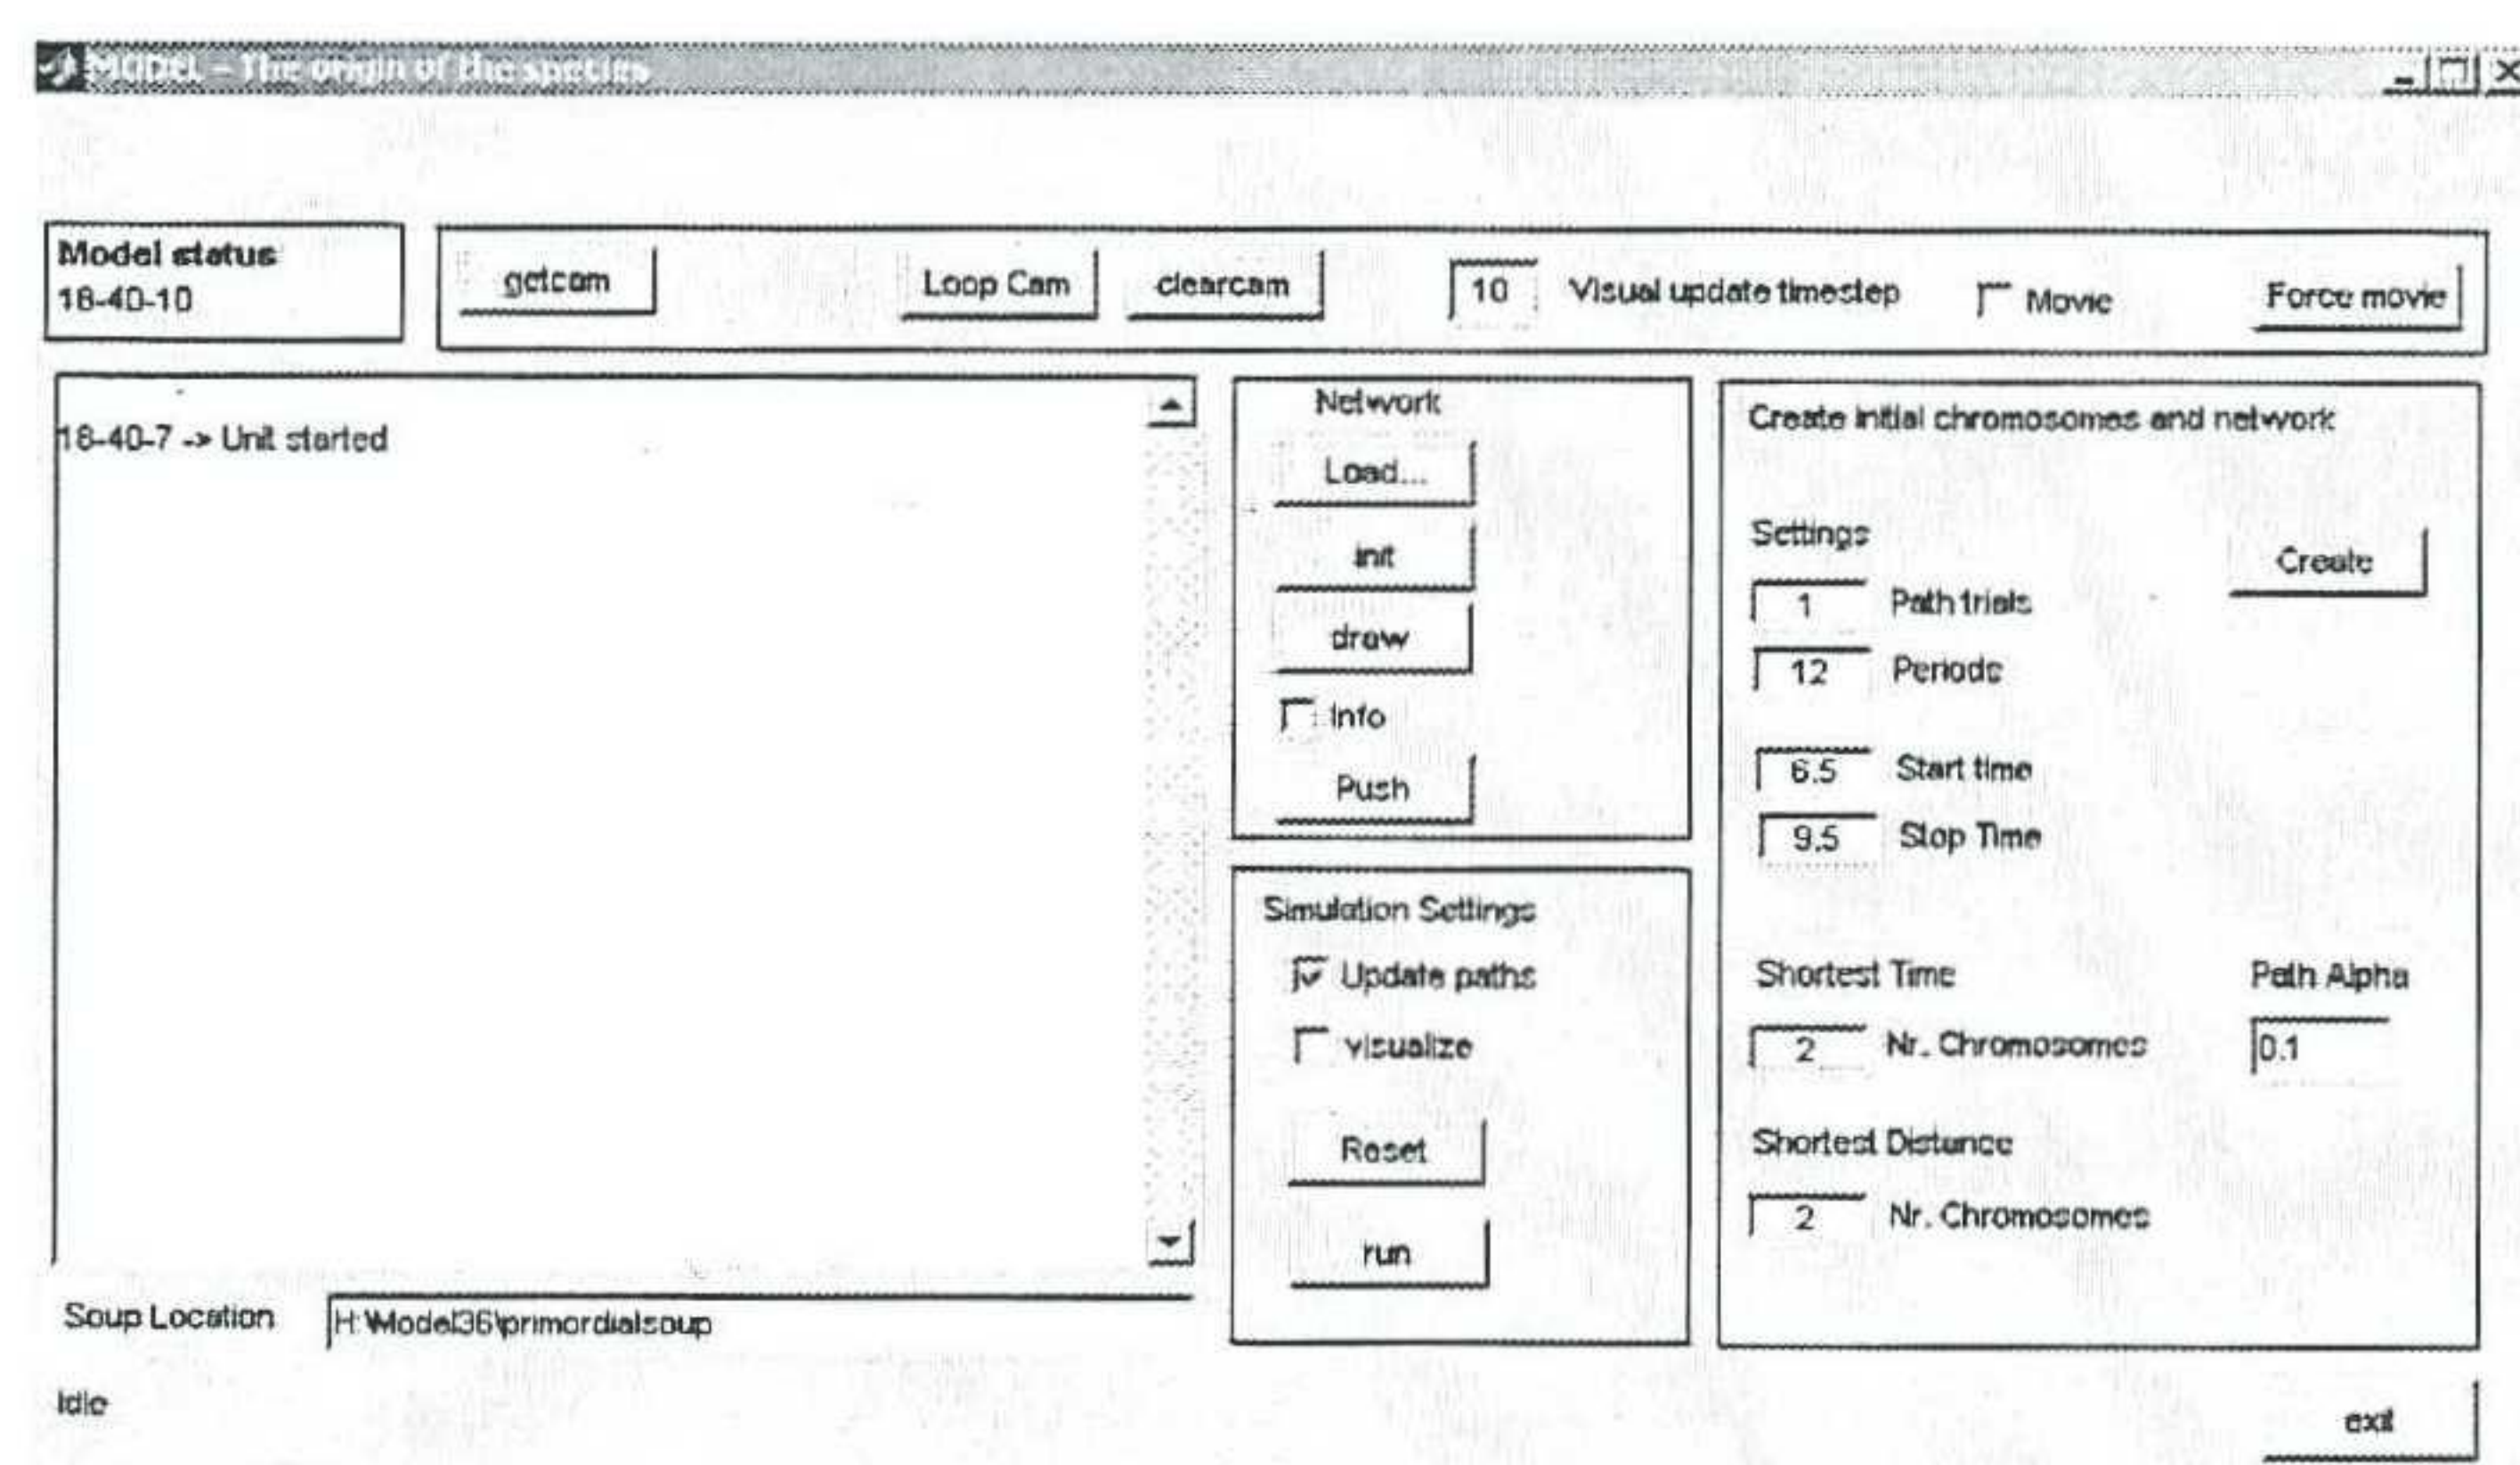 MODEL - The origin of the species
Model status
18-40-10
getcam
Loop Cam
clearcam
10 Visual update timestep
Movie
Force movie
18-40-7 -> Unit started
Network
Load...
init
draw
Info
Push
Simulation Settings
Update paths
visualize
Reset
run
Create initial chromosomes and network
Settings
Create
1 Path trials
12 Periods
6.5 Start time
9.5 Stop Time
Shortest Time
Path Alpha
2 Nr. Chromosomes
0.1
Shortest Distance
2 Nr. Chromosomes
Soup Location H:\Model36\primordialsoup
Idle
exit